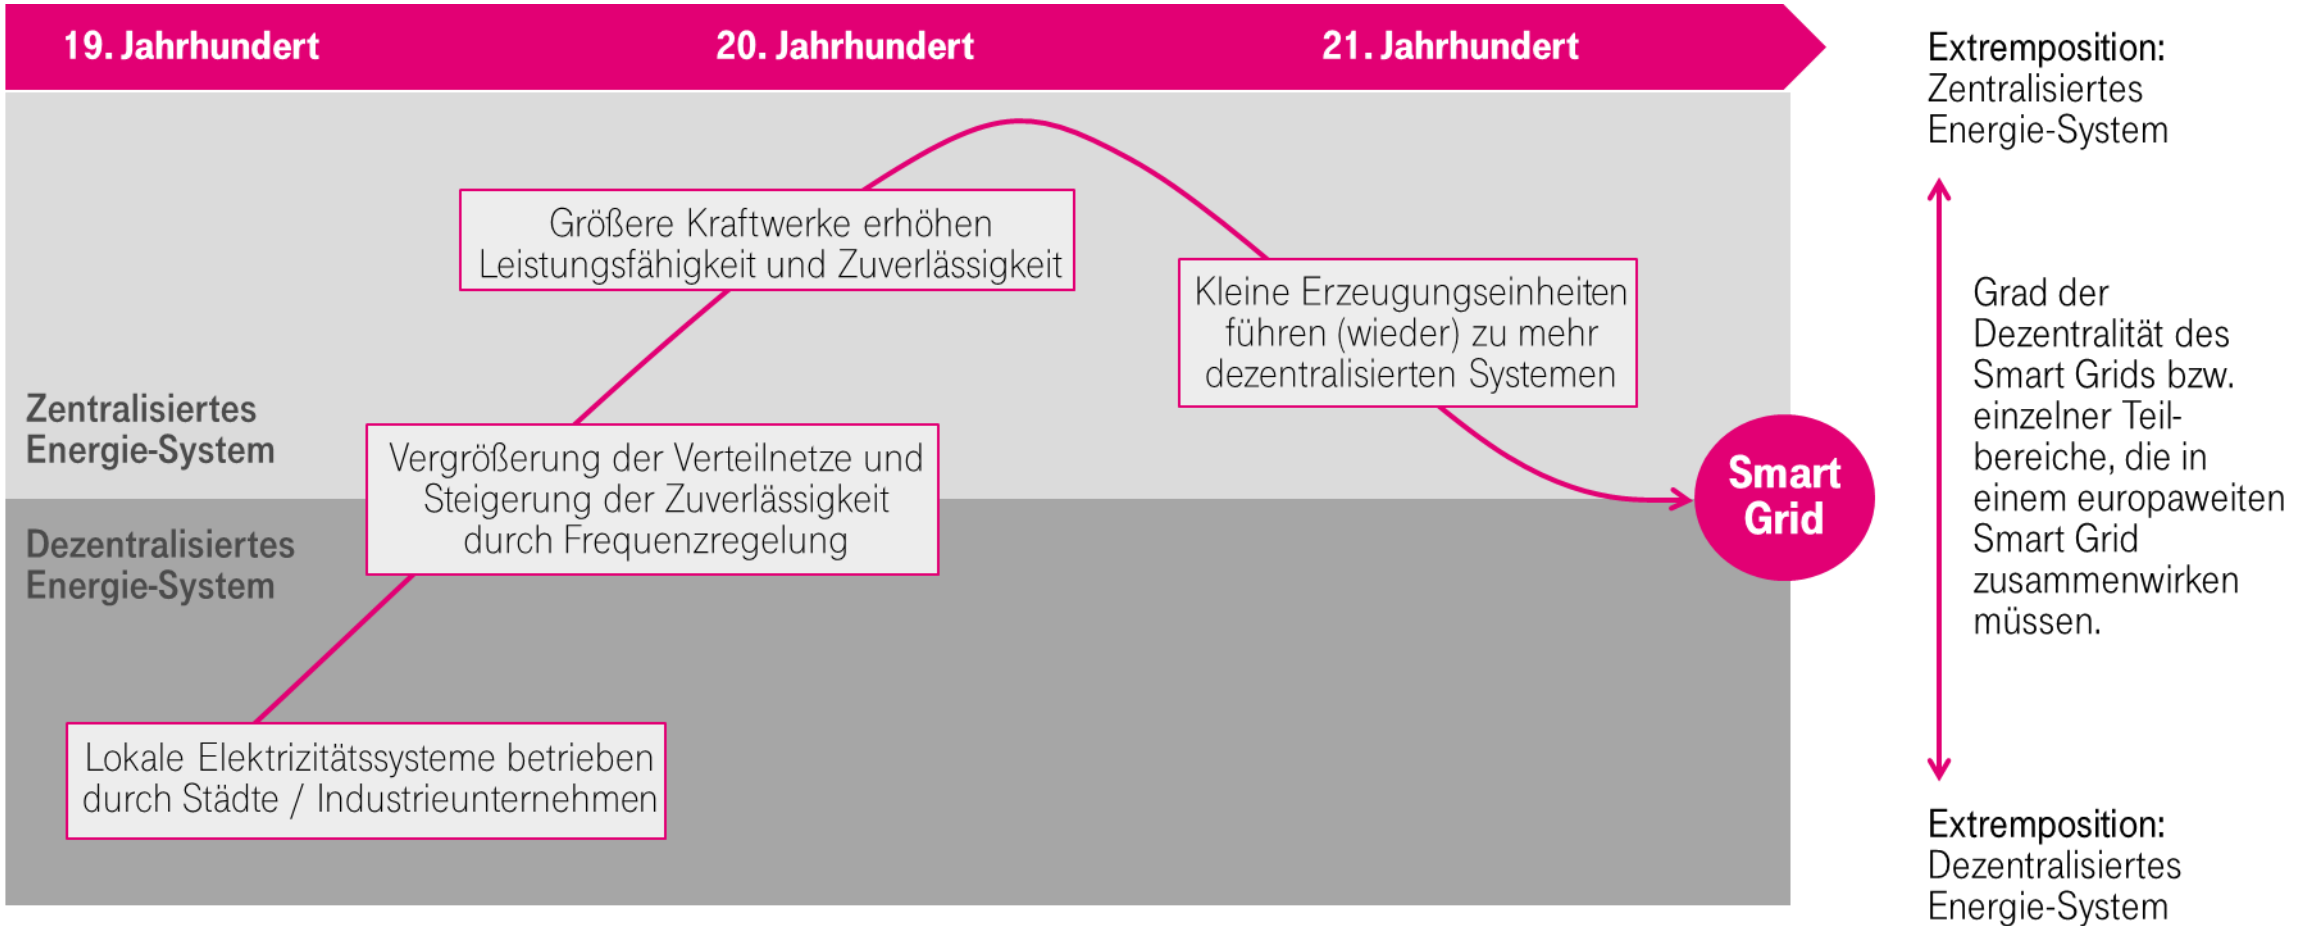 19. Jahrhundert
20. Jahrhundert
21. Jahrhundert
Größere Kraftwerke erhöhen
Leistungsfähigkeit und Zuverlässigkeit
Kleine Erzeugungseinheiten
führen (wieder) zu mehr
dezentralisierten Systemen
Zentralisiertes
Energie-System
Vergrößerung der Verteilnetze und
Steigerung der Zuverlässigkeit
durch Frequenzregelung
Smart
Grid
Dezentralisiertes
Energie-System
Lokale Elektrizitätssysteme betrieben
durch Städte / Industrieunternehmen
Extremposition:
Zentralisiertes
Energie-System
Grad der
Dezentralität des
Smart Grids bzw.
einzelner Teil-
bereiche, die in
einem europaweiten
Smart Grid
zusammenwirken
müssen.
Extremposition:
Dezentralisiertes
Energie-System